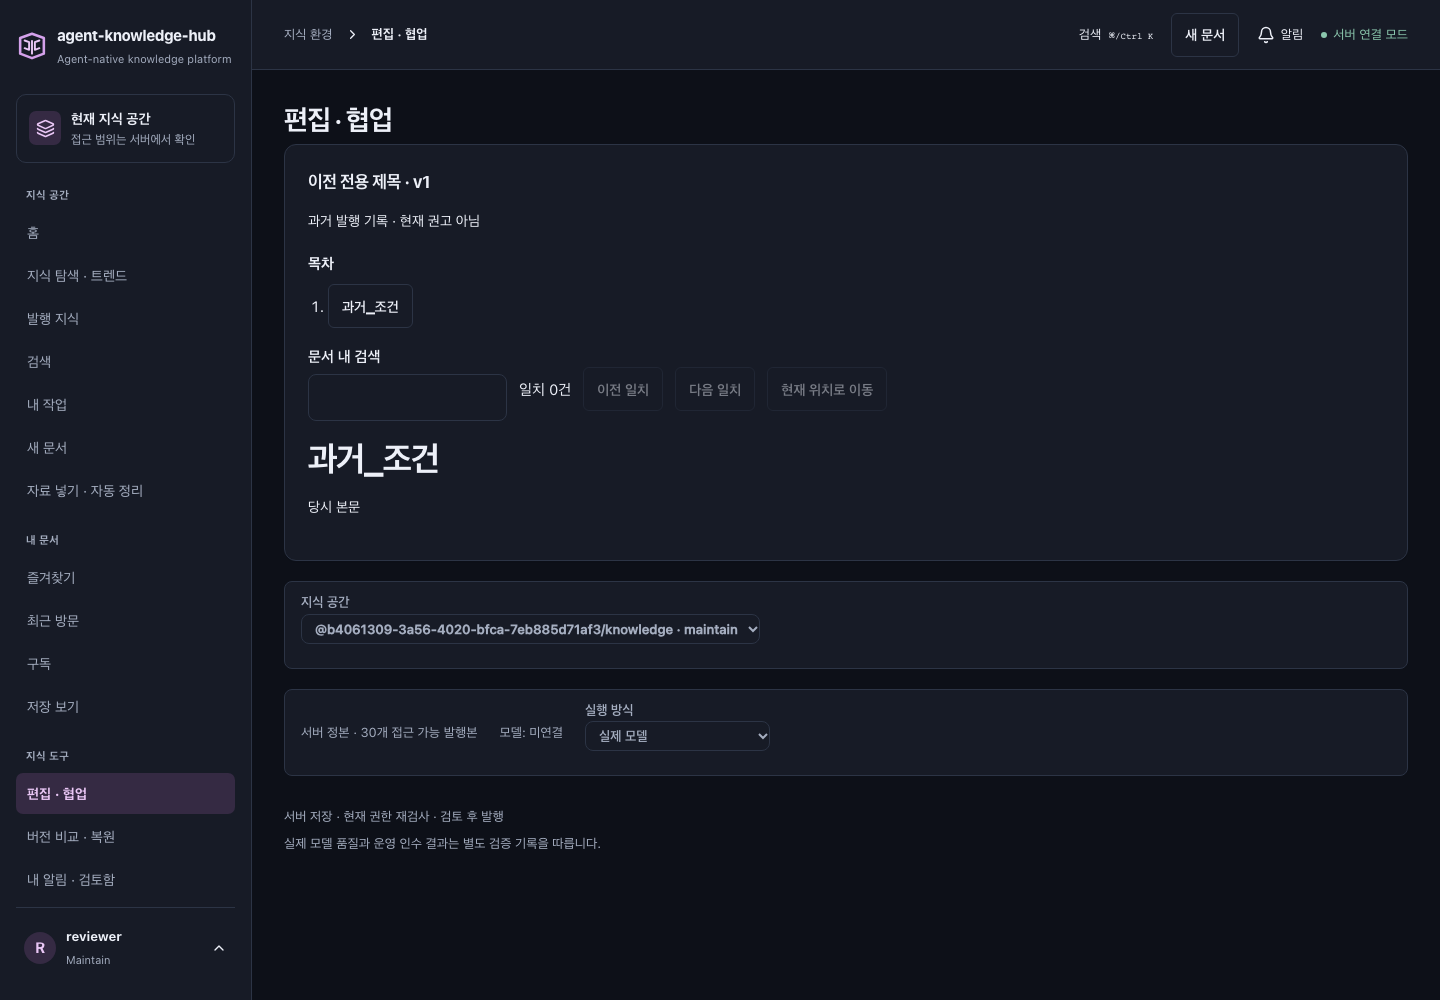 agent-knowledge-hub
Agent-native knowledge platform
현재 지식 공간
접근 범위는 서버에서 확인
지식 공간
홈
지식 탐색 · 트렌드
발행 지식
검색
내 작업
새 문서
자료 넣기 · 자동 정리
내 문서
즐겨찾기
최근 방문
구독
저장 보기
지식 도구
편집 · 협업
버전 비교 · 복원
내 알림 · 검토함
R
reviewer
Maintain
지식 환경 > 편집 · 협업
검색 ⌘/Ctrl K
새 문서
알림
서버 연결 모드
편집 · 협업
이전 전용 제목 · v1
과거 발행 기록 · 현재 권고 아님
목차
1. 과거_조건
문서 내 검색
일치 0건 이전 일치 다음 일치 현재 위치로 이동
과거_조건
당시 본문
지식 공간
@b4061309-3a56-4020-bfca-7eb885d71af3/knowledge · maintain
서버 정본 · 30개 접근 가능 발행본
모델: 미연결
실행 방식
실제 모델
서버 저장 · 현재 권한 재검사 · 검토 후 발행
실제 모델 품질과 운영 인수 결과는 별도 검증 기록을 따릅니다.